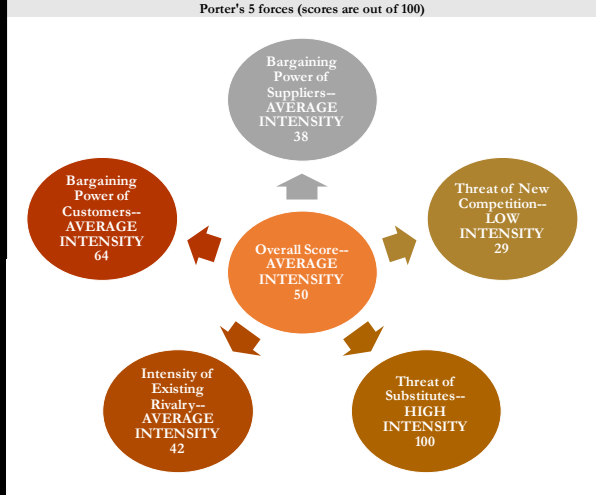 Porter's 5 forces (scores are out of 100)
Bargaining
Power of
Suppliers--
AVERAGE
INTENSITY
38
Bargaining
Power of
Customers--
AVERAGE
INTENSITY
64
Threat of New
Competition--
LOW
INTENSITY
29
Overall Score--
AVERAGE
INTENSITY
50
Intensity of
Existing
Rivalry--
AVERAGE
INTENSITY
42
Threat of
Substitutes--
HIGH
INTENSITY
100